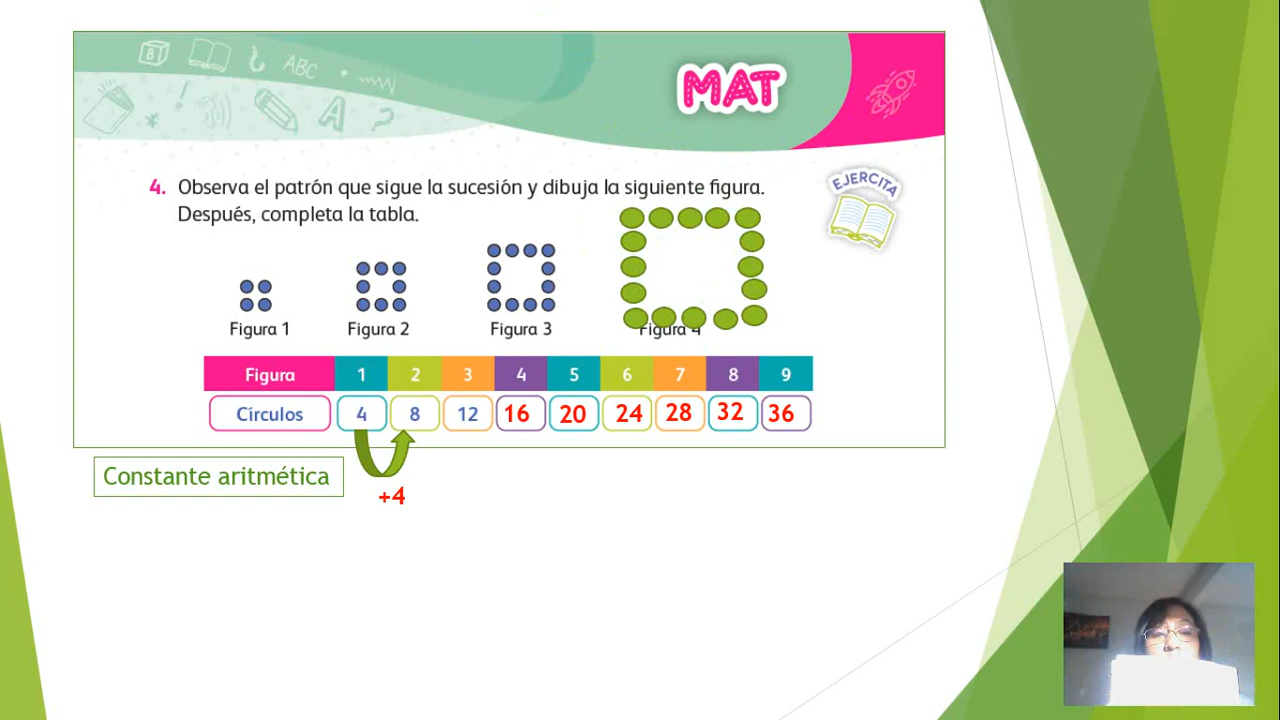 B
ABC
A
?
MAT
EJERCITA
4. Observa el patrón que sigue la sucesión y dibuja la siguiente figura.
Después, completa la tabla.
Figura 1 Figura 2 Figura 3 Figura 4
Figura 1 2 3 4 5 6 7 8 9
Círculos 4 8 12 16 20 24 28 32 36
Constante aritmética
+4